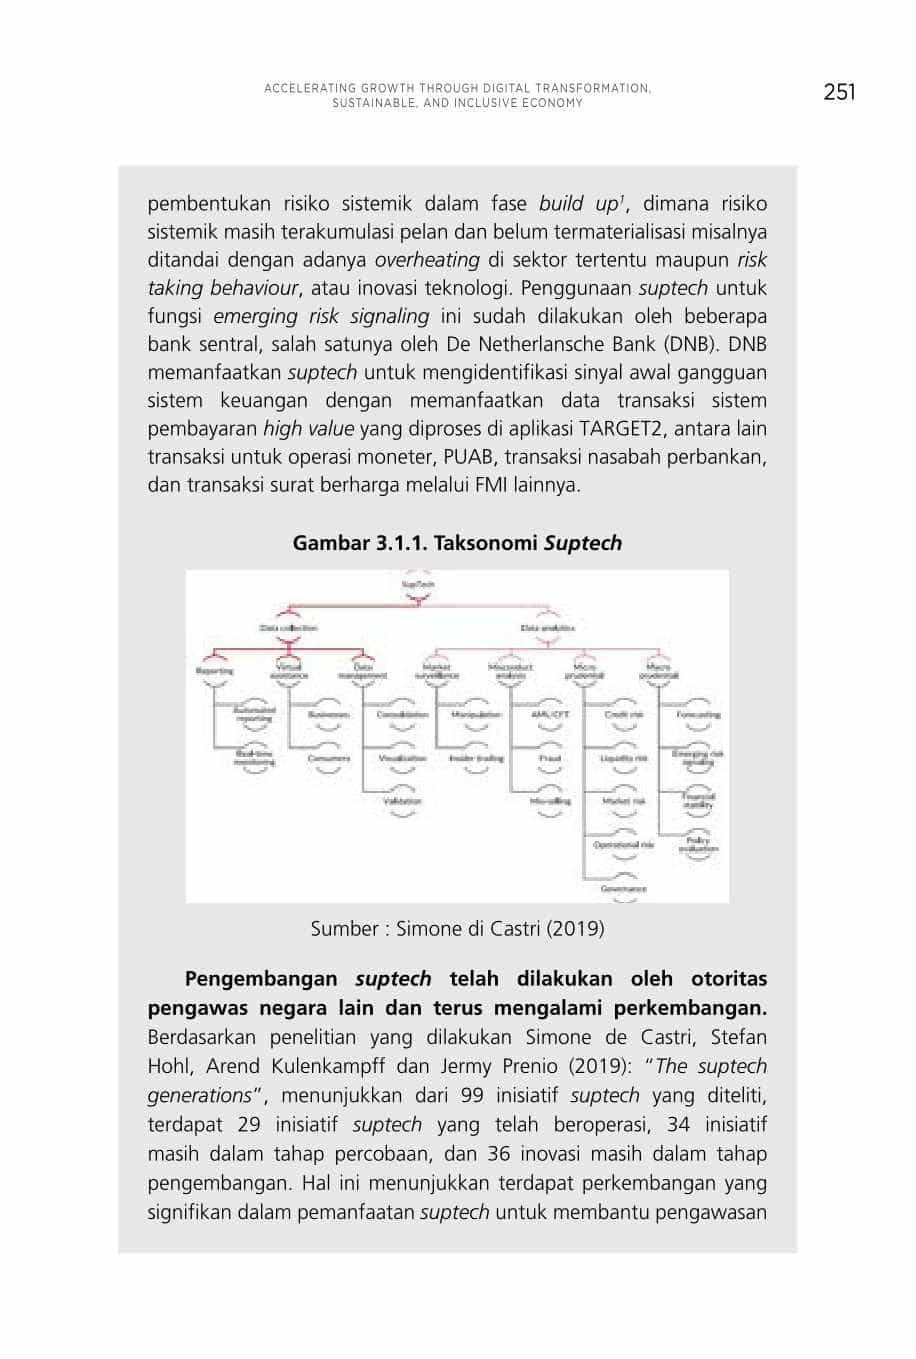 ACCELERATING GROWTH THROUGH DIGITAL TRANSFORMATION,
SUSTAINABLE, AND INCLUSIVE ECONOMY
251
pembentukan risiko sistemik dalam fase build up¹, dimana risiko
sistemik masih terakumulasi pelan dan belum termaterialisasi misalnya
ditandai dengan adanya overheating di sektor tertentu maupun risk
taking behaviour, atau inovasi teknologi. Penggunaan suptech untuk
fungsi emerging risk signaling ini sudah dilakukan oleh beberapa
bank sentral, salah satunya oleh De Netherlansche Bank (DNB). DNB
memanfaatkan suptech untuk mengidentifikasi sinyal awal gangguan
sistem keuangan dengan memanfaatkan data transaksi sistem
pembayaran high value yang diproses di aplikasi TARGET2, antara lain
transaksi untuk operasi moneter, PUAB, transaksi nasabah perbankan,
dan transaksi surat berharga melalui FMI lainnya.
Gambar 3.1.1. Taksonomi Suptech
SupTech
Data collection
Data analytics
Reporting
Virtual
assistance
Data
management
Market
surveillance
Misconduct
analysis
Micro
prudential
Macro
prudential
Automated
reporting
Businesses
Consolidation
Manipulation
AML/CFT
Credit risk
Forecasting
Real-time
monitoring
Consumers
Visualisation
Insider trading
Fraud
Liquidity risk
Emerging risk
signaling
Validation
Mis-selling
Market risk
Financial
stability
Operational risk
Policy
evaluation
Governance
Sumber : Simone di Castri (2019)
Pengembangan suptech telah dilakukan oleh otoritas
pengawas negara lain dan terus mengalami perkembangan.
Berdasarkan penelitian yang dilakukan Simone de Castri, Stefan
Hohl, Arend Kulenkampff dan Jermy Prenio (2019): “The suptech
generations”, menunjukkan dari 99 inisiatif suptech yang diteliti,
terdapat 29 inisiatif suptech yang telah beroperasi, 34 inisiatif
masih dalam tahap percobaan, dan 36 inovasi masih dalam tahap
pengembangan. Hal ini menunjukkan terdapat perkembangan yang
signifikan dalam pemanfaatan suptech untuk membantu pengawasan